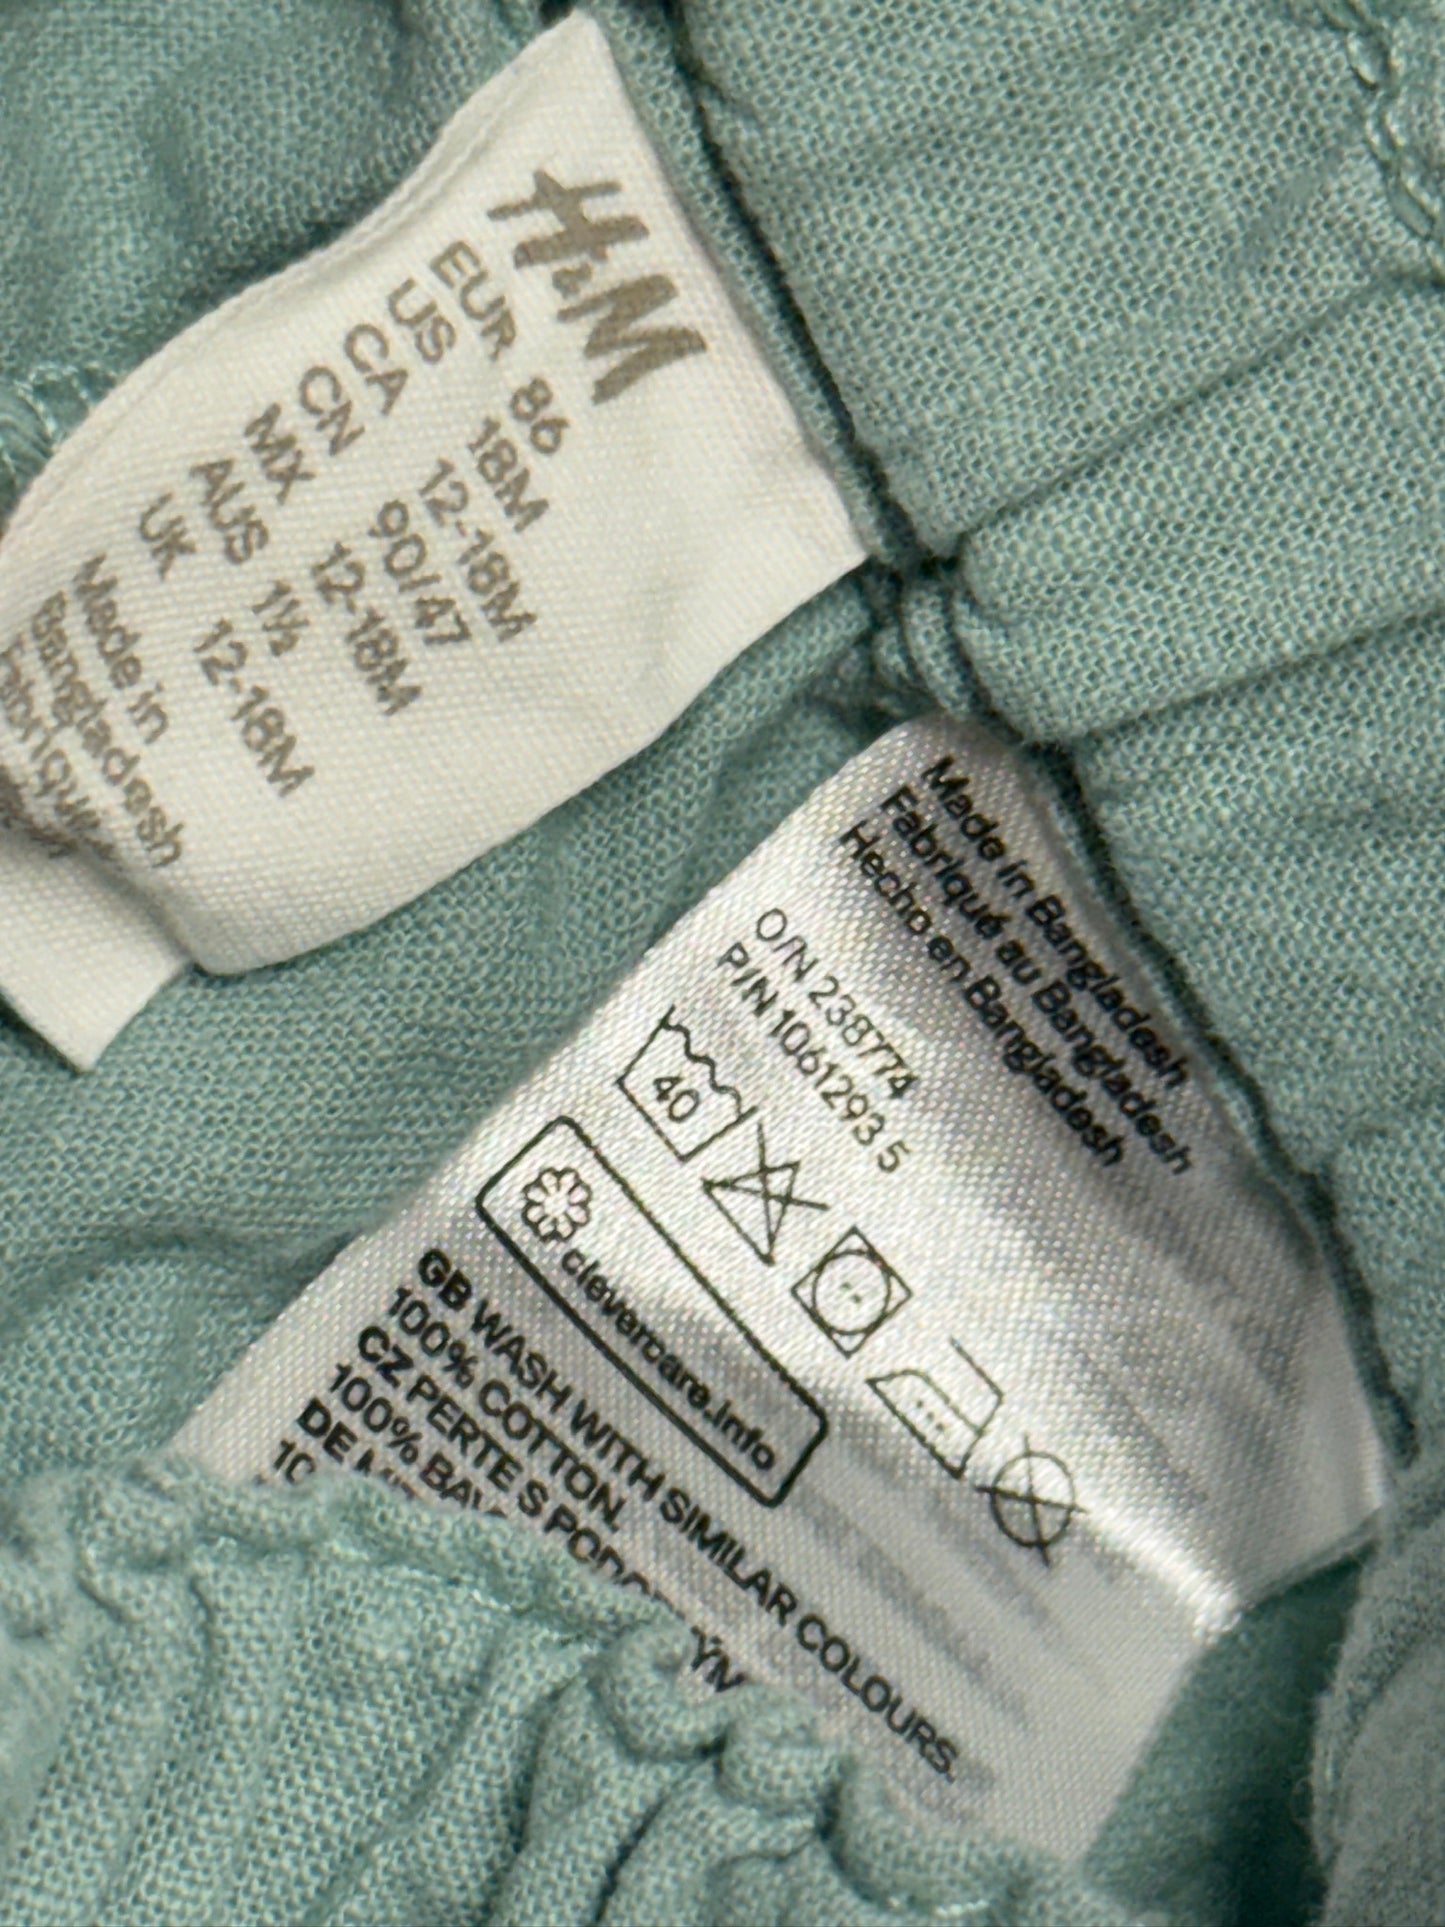 H&M
EUR 86
US 18M
CA 12-18M
CN 90/47
MX 12-18M
AUS 1½
UK 12-18M
Made in
Bangladesh
Made in Bangladesh
Fabriqué au Bangladesh
Hecho en Bangladesh
O/N 238774
P/N 1061293 5
40
clevercare.info
GB WASH WITH SIMILAR COLOURS.
100% COTTON.
CZ PERTE S
100%
DE